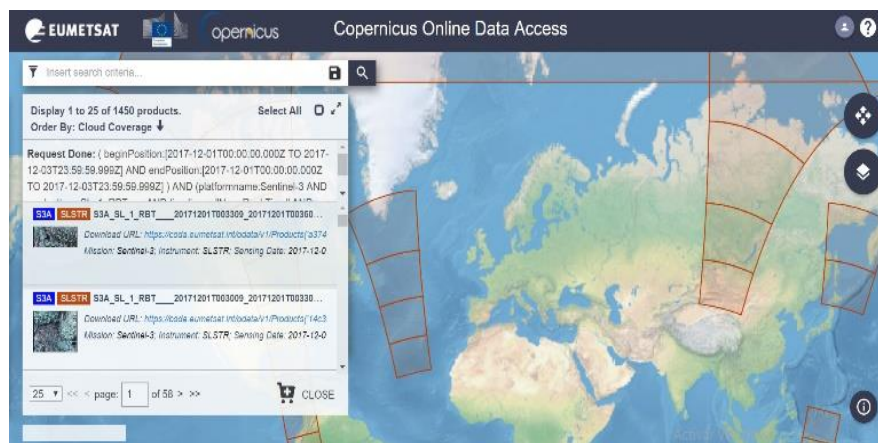 EUMETSAT
opernicus
Copernicus Online Data Access
Insert search criteria...
Display 1 to 25 of 1450 products.
Select All
Order By: Cloud Coverage
Request Done: ( beginPosition:[2017-12-01T00:00:00.000Z TO 2017-
12-03T23:59:59.999Z] AND endPosition:[2017-12-01T00:00:00.000Z
TO 2017-12-03T23:59:59.999Z] ) AND (platformname:Sentinel-3 AND
S3A SLSTR S3A_SL_1_RBT____20171201T003309_20171201T00360...
Download URL: https://coda.eumetsat.int/odata/v1/Products('a374
Mission: Sentinel-3; Instrument: SLSTR; Sensing Date: 2017-12-0
S3A SLSTR S3A_SL_1_RBT____20171201T003009_20171201T00330...
Download URL: https://coda.eumetsat.int/odata/v1/Products('14c3
Mission: Sentinel-3; Instrument: SLSTR; Sensing Date: 2017-12-0
25 << < page: 1 of 58 > >>
CLOSE